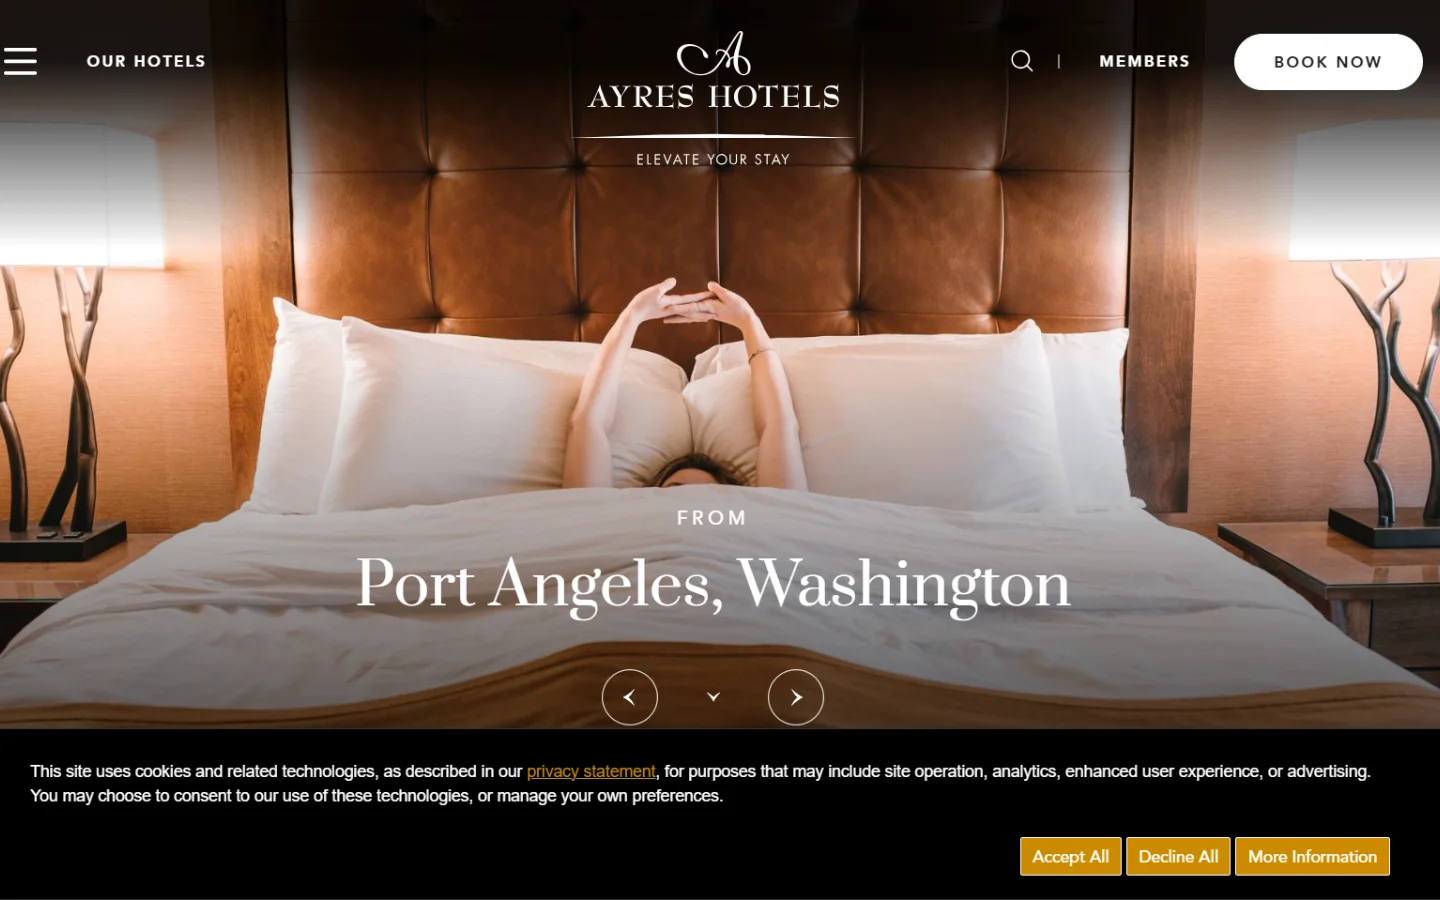 OUR HOTELS
A
AYRES HOTELS
ELEVATE YOUR STAY
|
MEMBERS
BOOK NOW
FROM
Port Angeles, Washington
This site uses cookies and related technologies, as described in our privacy statement, for purposes that may include site operation, analytics, enhanced user experience, or advertising.
You may choose to consent to our use of these technologies, or manage your own preferences.
Accept All
Decline All
More Information